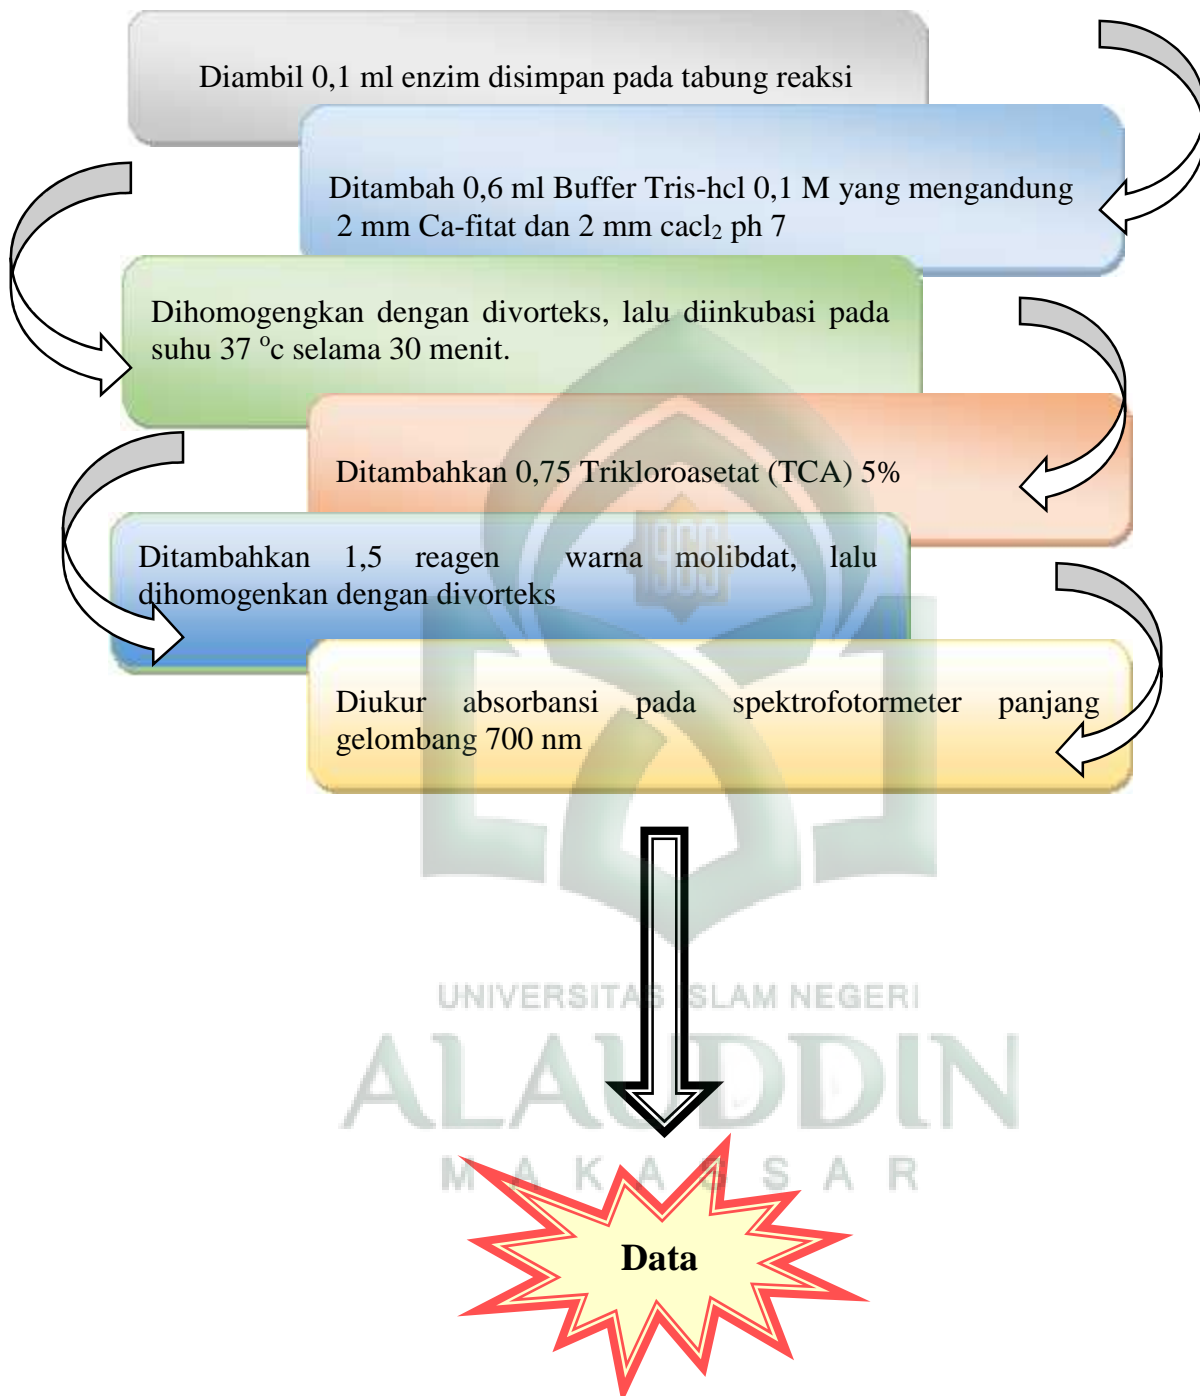 Diambil 0,1 ml enzim disimpan pada tabung reaksi
Ditambah 0,6 ml Buffer Tris-hcl 0,1 M yang mengandung
2 mm Ca-fitat dan 2 mm cacl₂ ph 7
Dihomogengkan dengan divorteks, lalu diinkubasi pada
suhu 37 °c selama 30 menit.
Ditambahkan 0,75 Trikloroasetat (TCA) 5%
1965
Ditambahkan 1,5 reagen warna molibdat, lalu
dihomogenkan dengan divorteks
Diukur absorbansi pada spektrofotormeter panjang
gelombang 700 nm
UNIVERSITAS ISLAM NEGERI
ALAUDDIN
MAKASSAR
Data